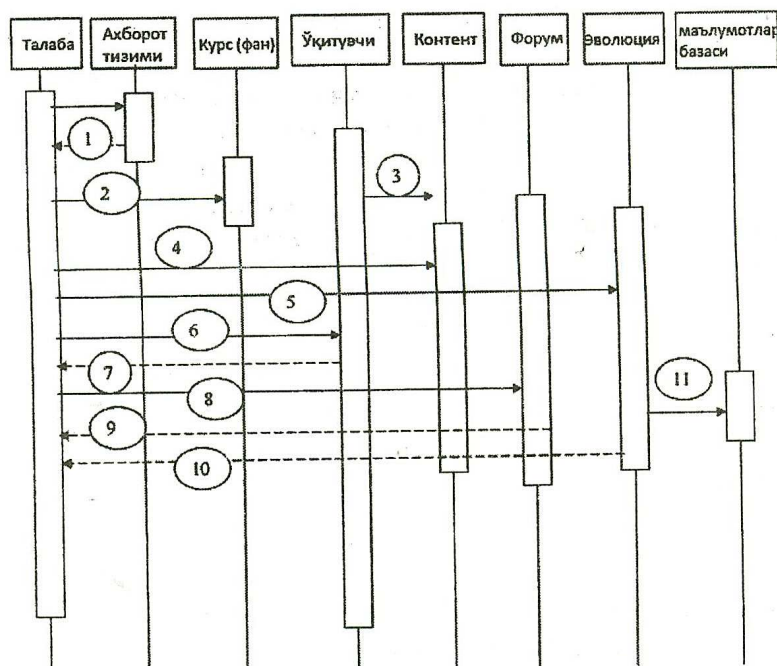 Талаба
Ахборот
тизими
Курс (фан)
Ўқитувчи
Контент
Форум
Эволюция
маълумотлар
базаси
1
2
3
4
5
6
7
8
9
10
11